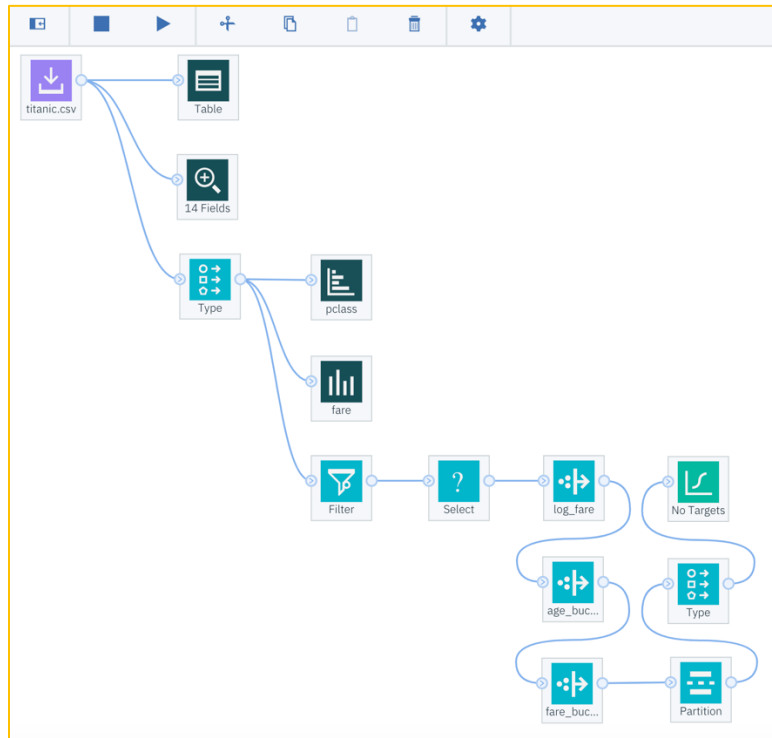 titanic.csv
Table
14 Fields
Type
pclass
fare
Filter
?
Select
log_fare
No Targets
age_buc...
Type
fare_buc...
Partition